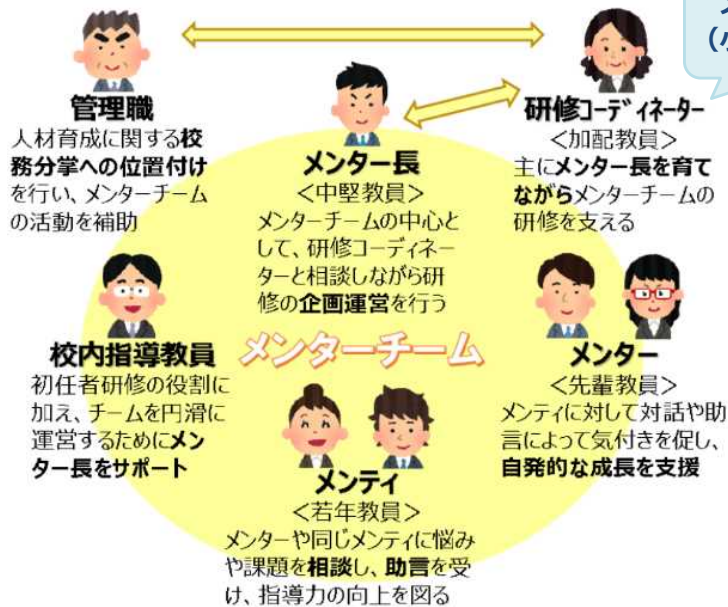 管理職
人材育成に関する校
務分掌への位置付け
を行い、メンターチーム
の活動を補助
メンター長
<中堅教員>
メンターチームの中心と
して、研修コーディネー
ターと相談しながら研
修の企画運営を行う
研修コーディネーター
<加配教員>
主にメンター長を育て
ながらメンターチームの
研修を支える
校内指導教員
初任者研修の役割に
加え、チームを円滑に
運営するためにメン
ター長をサポート
メンターチーム
メンター
<先輩教員>
メンティに対して対話や助
言によって気付きを促し、
自発的な成長を支援
メンティ
<若年教員>
メンターや同じメンティに悩み
や課題を相談し、助言を受
け、指導力の向上を図る